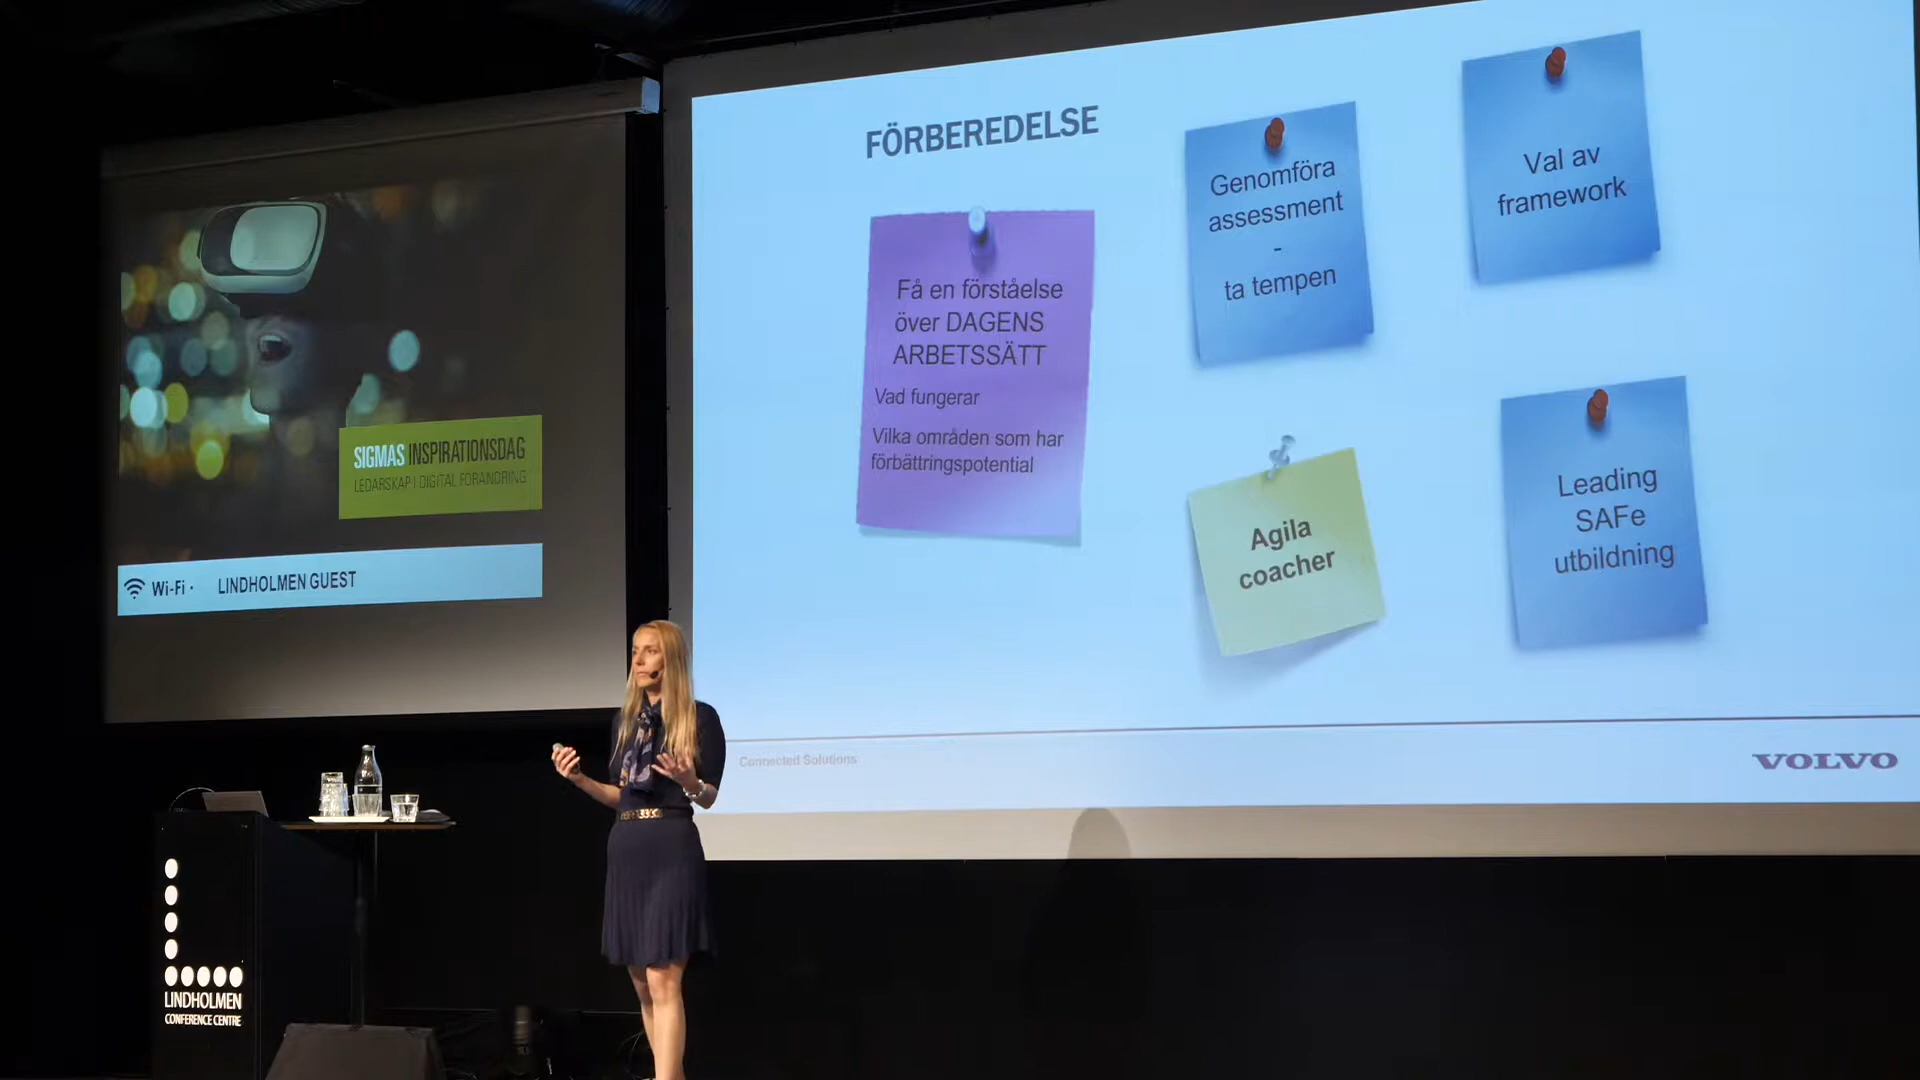 SIGMAS INSPIRATIONSDAG
LEDARSKAP I DIGITAL FÖRÄNDRING
Wi-Fi · LINDHOLMEN GUEST
FÖRBEREDELSE
Få en förståelse
över DAGENS
ARBETSSÄTT
Vad fungerar
Vilka områden som har
förbättringspotential
Genomföra
assessment
-
ta tempen
Val av
framework
Agila
coacher
Leading
SAFe
utbildning
Connected Solutions
VOLVO
LINDHOLMEN
CONFERENCE CENTRE